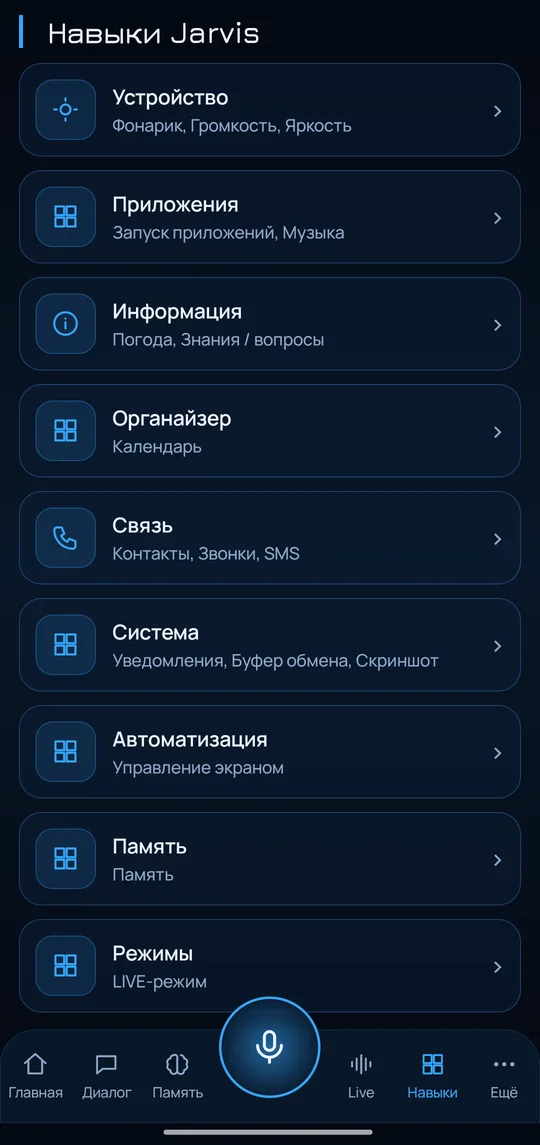 Навыки Jarvis
Устройство
Фонарик, Громкость, Яркость
Приложения
Запуск приложений, Музыка
Информация
Погода, Знания / вопросы
Органайзер
Календарь
Связь
Контакты, Звонки, SMS
Система
Уведомления, Буфер обмена, Скриншот
Автоматизация
Управление экраном
Память
Память
Режимы
LIVE-режим
Главная
Диалог
Память
Live
Навыки
Ещё